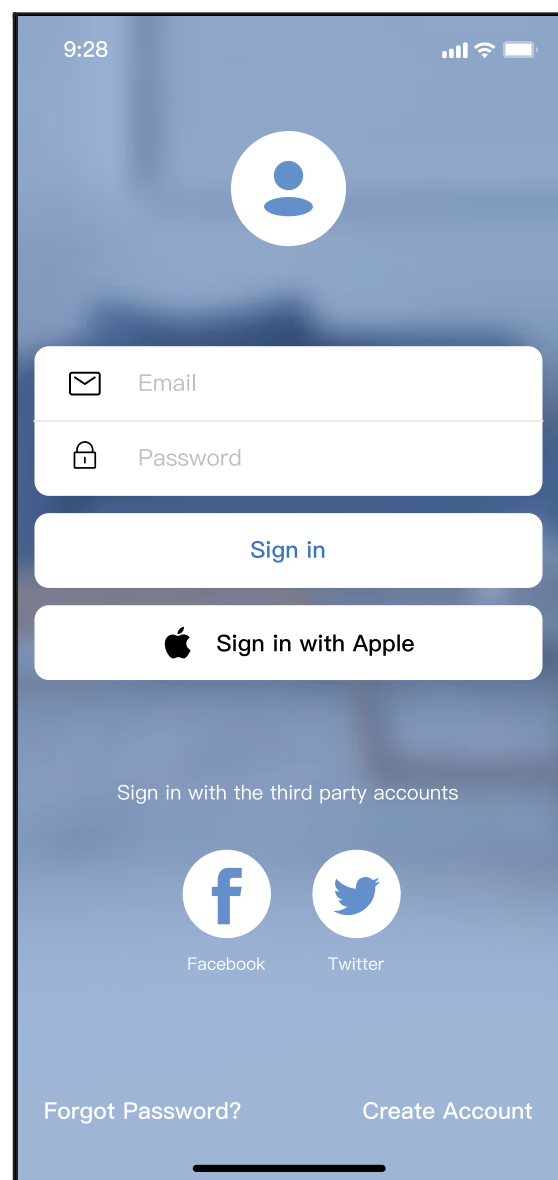 9:28
Email
Password
Sign in
Sign in with Apple
Sign in with the third party accounts
Facebook Twitter
Forgot Password? Create Account